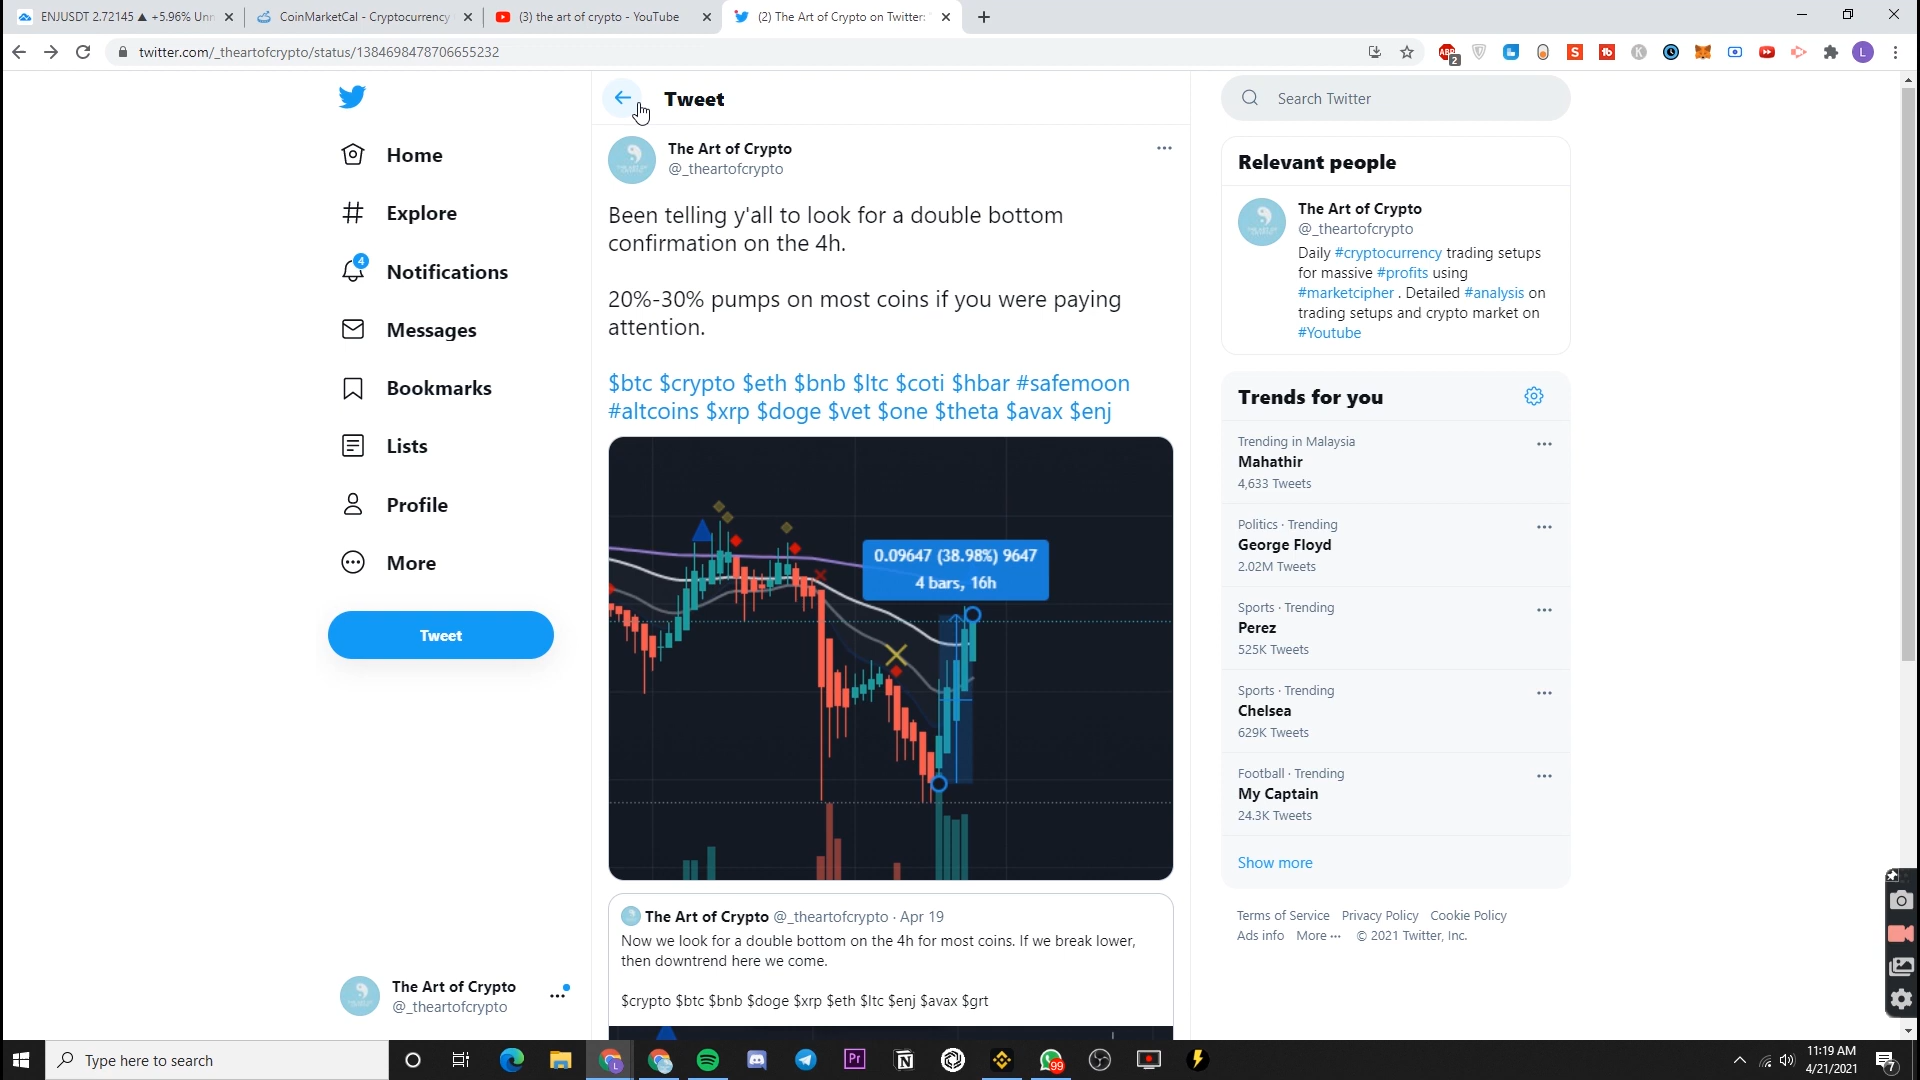 ENJUSDT 2.72145 ▲ +5.96% Unn
CoinMarketCal - Cryptocurrency
(3) the art of crypto - YouTube
(2) The Art of Crypto on Twitter:
twitter.com/_theartofcrypto/status/1384698478706655232
Home
Explore
4
Notifications
Messages
Bookmarks
Lists
Profile
More
Tweet
The Art of Crypto
@_theartofcrypto
Tweet
The Art of Crypto
@_theartofcrypto
Been telling y'all to look for a double bottom
confirmation on the 4h.
20%-30% pumps on most coins if you were paying
attention.
$btc $crypto $eth $bnb $ltc $coti $hbar #safemoon
#altcoins $xrp $doge $vet $one $theta $avax $enj
0.09647 (38.98%) 9647
4 bars, 16h
The Art of Crypto @_theartofcrypto · Apr 19
Now we look for a double bottom on the 4h for most coins. If we break lower,
then downtrend here we come.
$crypto $btc $bnb $doge $xrp $eth $ltc $enj $avax $grt
Search Twitter
Relevant people
The Art of Crypto
@_theartofcrypto
Daily #cryptocurrency trading setups
for massive #profits using
#marketcipher . Detailed #analysis on
trading setups and crypto market on
#Youtube
Trends for you
Trending in Malaysia
Mahathir
4,633 Tweets
Politics · Trending
George Floyd
2.02M Tweets
Sports · Trending
Perez
525K Tweets
Sports · Trending
Chelsea
629K Tweets
Football · Trending
My Captain
24.3K Tweets
Show more
Terms of Service Privacy Policy Cookie Policy
Ads info More ··· © 2021 Twitter, Inc.
Type here to search
Pr
99
11:19 AM
4/21/2021
7